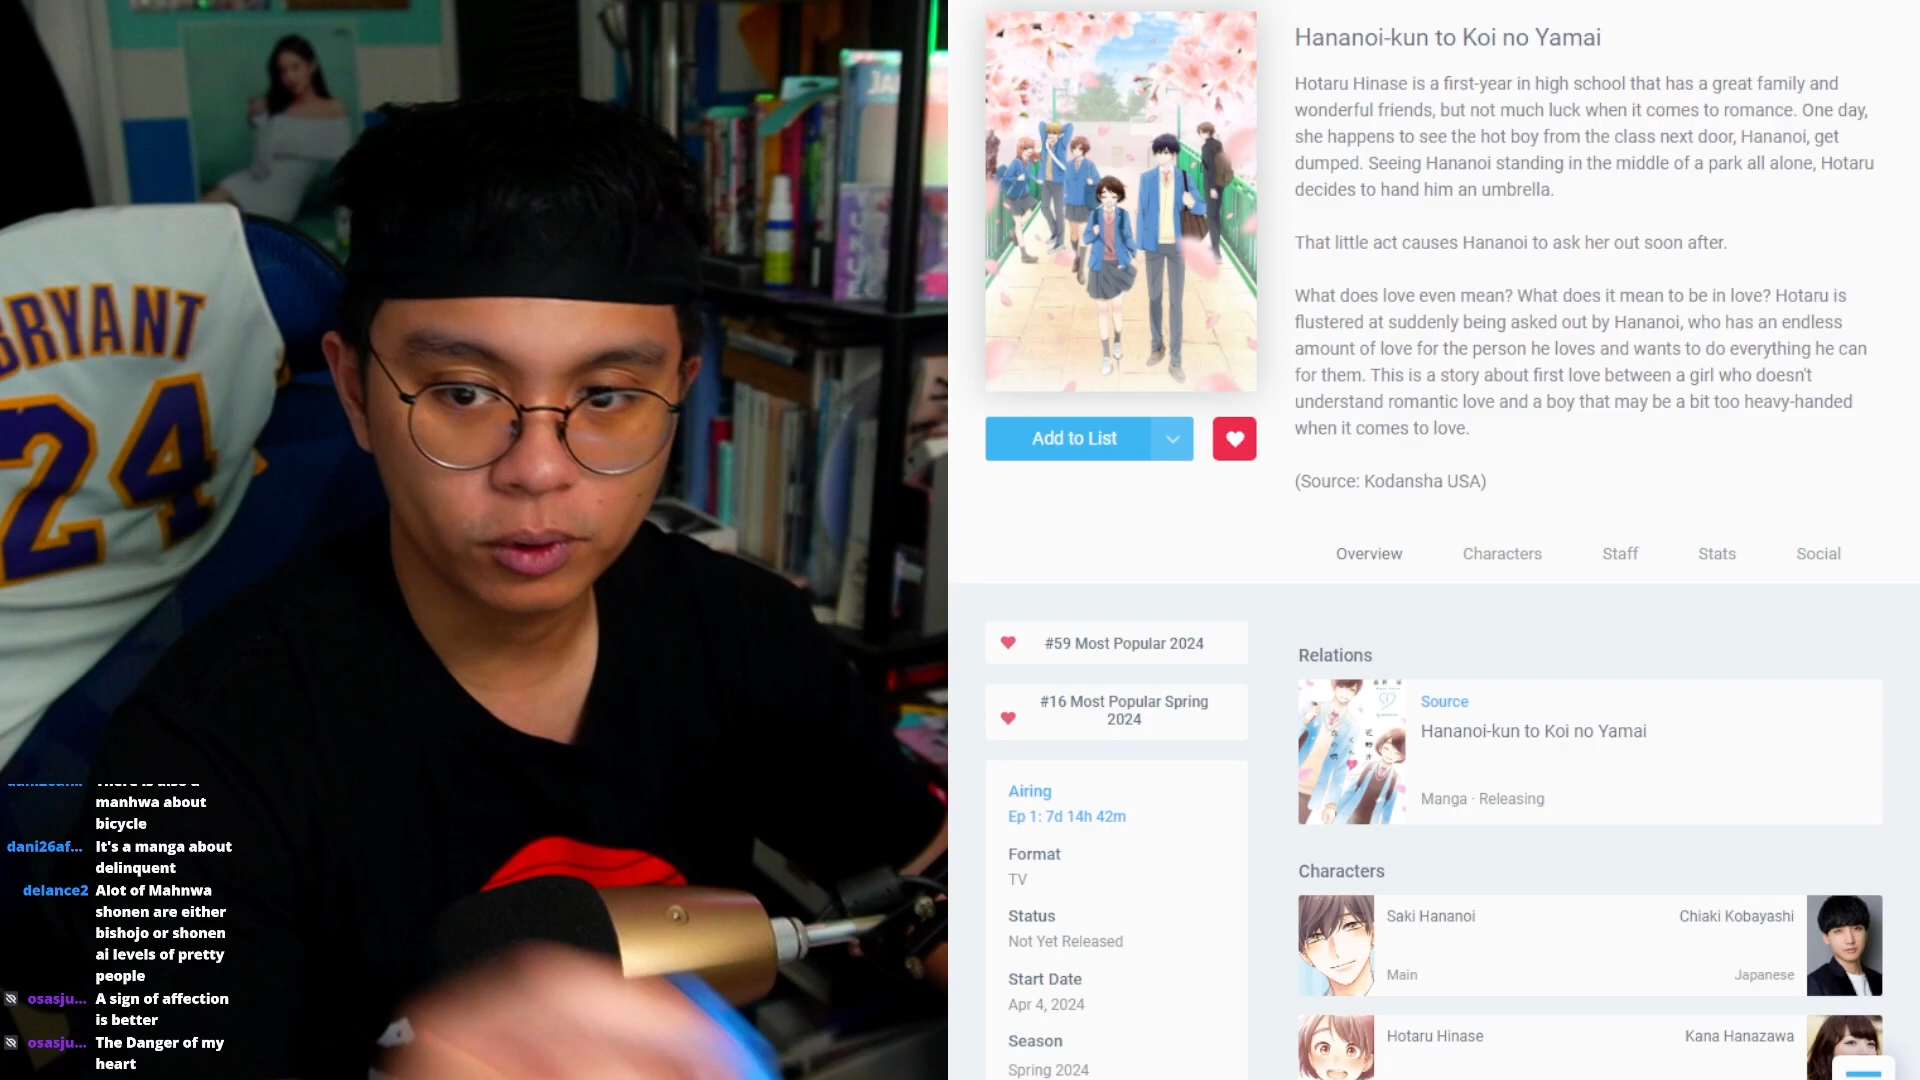 BRYANT
24
manhwa about
bicycle
dani26af... It's a manga about
delinquent
delance2 Alot of Mahnwa
shonen are either
bishojo or shonen
ai levels of pretty
people
osasju... A sign of affection
is better
osasju... The Danger of my
heart
Hananoi-kun to Koi no Yamai
Hotaru Hinase is a first-year in high school that has a great family and
wonderful friends, but not much luck when it comes to romance. One day,
she happens to see the hot boy from the class next door, Hananoi, get
dumped. Seeing Hananoi standing in the middle of a park all alone, Hotaru
decides to hand him an umbrella.
That little act causes Hananoi to ask her out soon after.
What does love even mean? What does it mean to be in love? Hotaru is
flustered at suddenly being asked out by Hananoi, who has an endless
amount of love for the person he loves and wants to do everything he can
for them. This is a story about first love between a girl who doesn't
understand romantic love and a boy that may be a bit too heavy-handed
when it comes to love.
(Source: Kodansha USA)
Add to List
Overview Characters Staff Stats Social
#59 Most Popular 2024
#16 Most Popular Spring
2024
Airing
Ep 1: 7d 14h 42m
Format
TV
Status
Not Yet Released
Start Date
Apr 4, 2024
Season
Spring 2024
Relations
Source
Hananoi-kun to Koi no Yamai
Manga · Releasing
Characters
Saki Hananoi
Main
Chiaki Kobayashi
Japanese
Hotaru Hinase
Kana Hanazawa